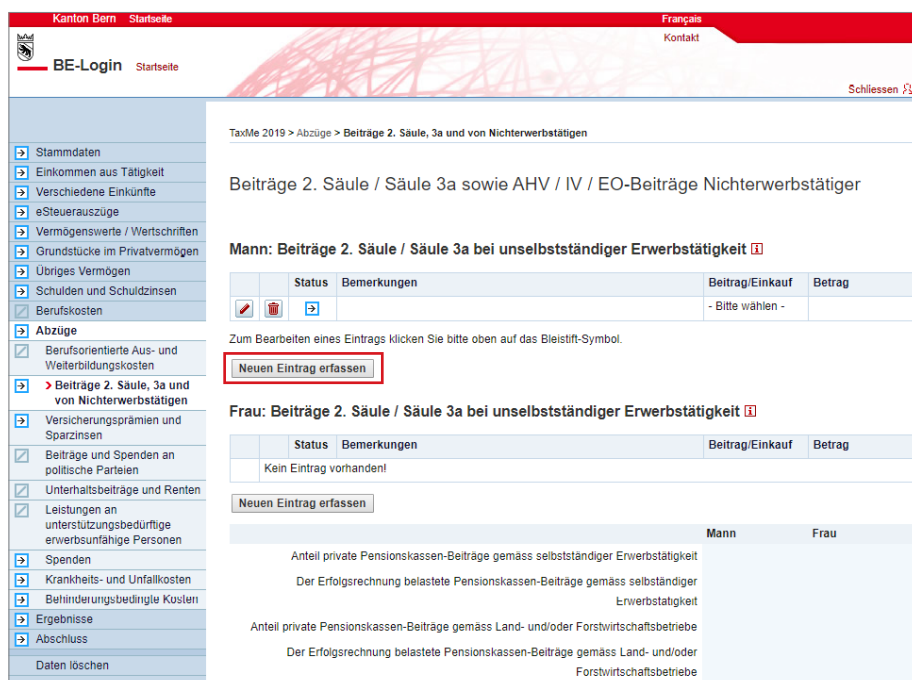 Kanton Bern Startseite Français
Kontakt
BE-Login Startseite
Schliessen
TaxMe 2019 > Abzüge > Beiträge 2. Säule, 3a und von Nichterwerbstätigen
Stammdaten
Einkommen aus Tätigkeit
Verschiedene Einkünfte
eSteuerauszüge
Vermögenswerte / Wertschriften
Grundstücke im Privatvermögen
Übriges Vermögen
Schulden und Schuldzinsen
Berufskosten
Abzüge
Berufsorientierte Aus- und
Weiterbildungskosten
Beiträge 2. Säule, 3a und
von Nichterwerbstätigen
Versicherungsprämien und
Sparzinsen
Beiträge und Spenden an
politische Parteien
Unterhaltsbeiträge und Renten
Leistungen an
unterstützungsbedürftige
erwerbsunfähige Personen
Spenden
Krankheits- und Unfallkosten
Behinderungsbedingte Kosten
Ergebnisse
Abschluss
Daten löschen
Beiträge 2. Säule / Säule 3a sowie AHV / IV / EO-Beiträge Nichterwerbstätiger
Mann: Beiträge 2. Säule / Säule 3a bei unselbstständiger Erwerbstätigkeit
Status Bemerkungen Beitrag/Einkauf Betrag
- Bitte wählen -
Zum Bearbeiten eines Eintrags klicken Sie bitte oben auf das Bleistift-Symbol.
Neuen Eintrag erfassen
Frau: Beiträge 2. Säule / Säule 3a bei unselbstständiger Erwerbstätigkeit
Status Bemerkungen Beitrag/Einkauf Betrag
Kein Eintrag vorhanden!
Neuen Eintrag erfassen
Mann Frau
Anteil private Pensionskassen-Beiträge gemäss selbstständiger Erwerbstätigkeit
Der Erfolgsrechnung belastete Pensionskassen-Beiträge gemäss selbständiger
Erwerbstätigkeit
Anteil private Pensionskassen-Beiträge gemäss Land- und/oder Forstwirtschaftsbetriebe
Der Erfolgsrechnung belastete Pensionskassen-Beiträge gemäss Land- und/oder
Forstwirtschaftsbetriebe